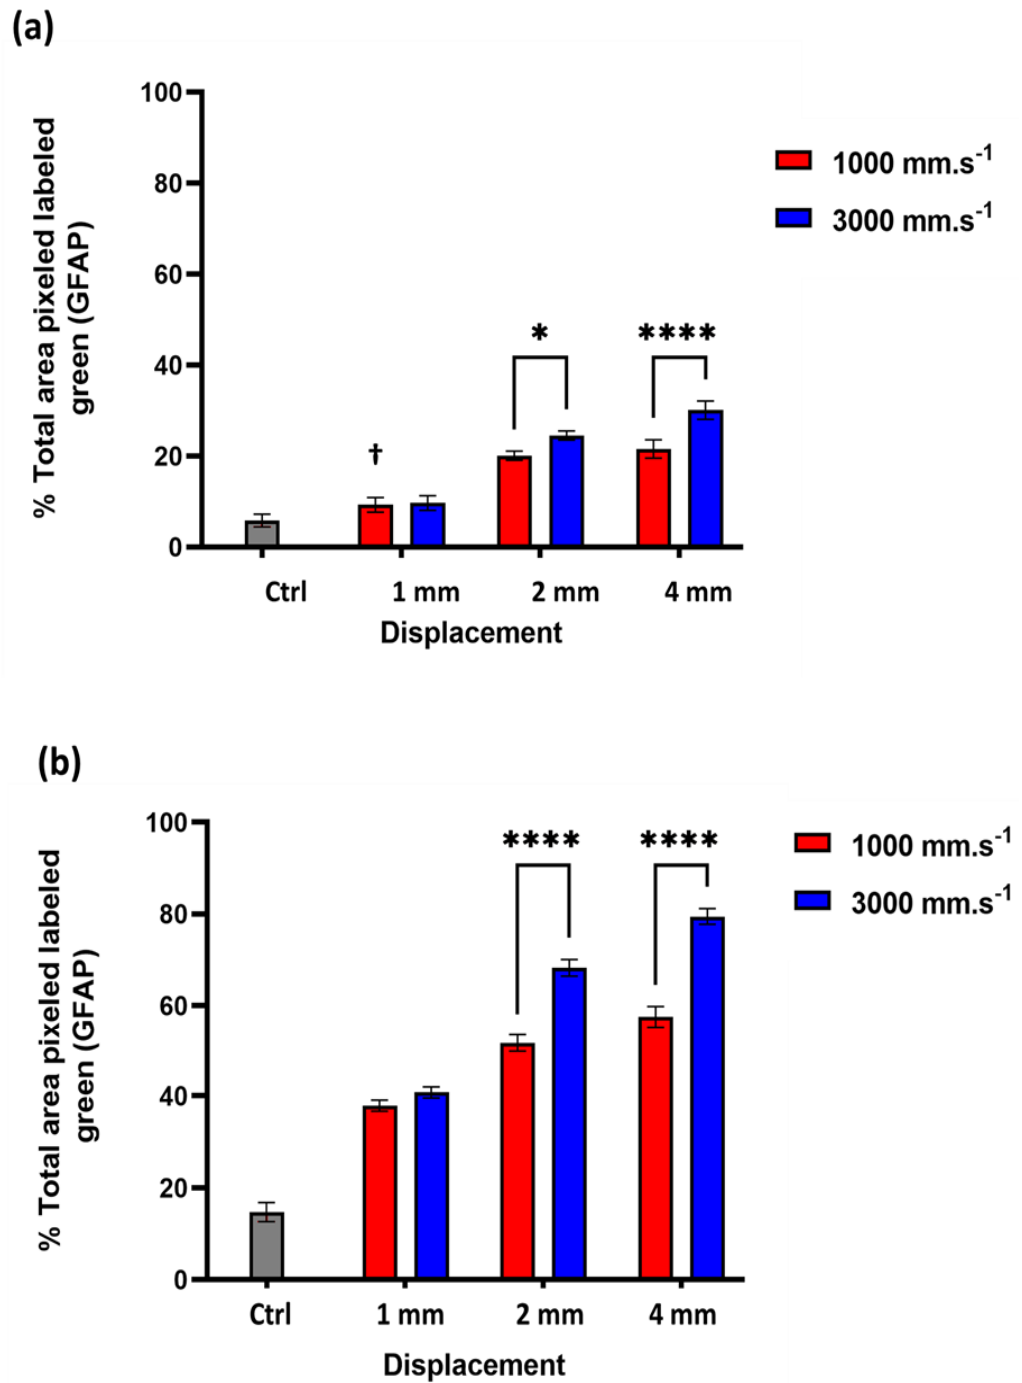 (a)
% Total area pixeled labeled
green (GFAP)
100
80
60
40
20
0
†
*
****
1000 mm.s-1
3000 mm.s-1
Ctrl
1 mm
2 mm
4 mm
Displacement
(b)
% Total area pixeled labeled
green (GFAP)
100
80
60
40
20
0
****
****
1000 mm.s-1
3000 mm.s-1
Ctrl
1 mm
2 mm
4 mm
Displacement